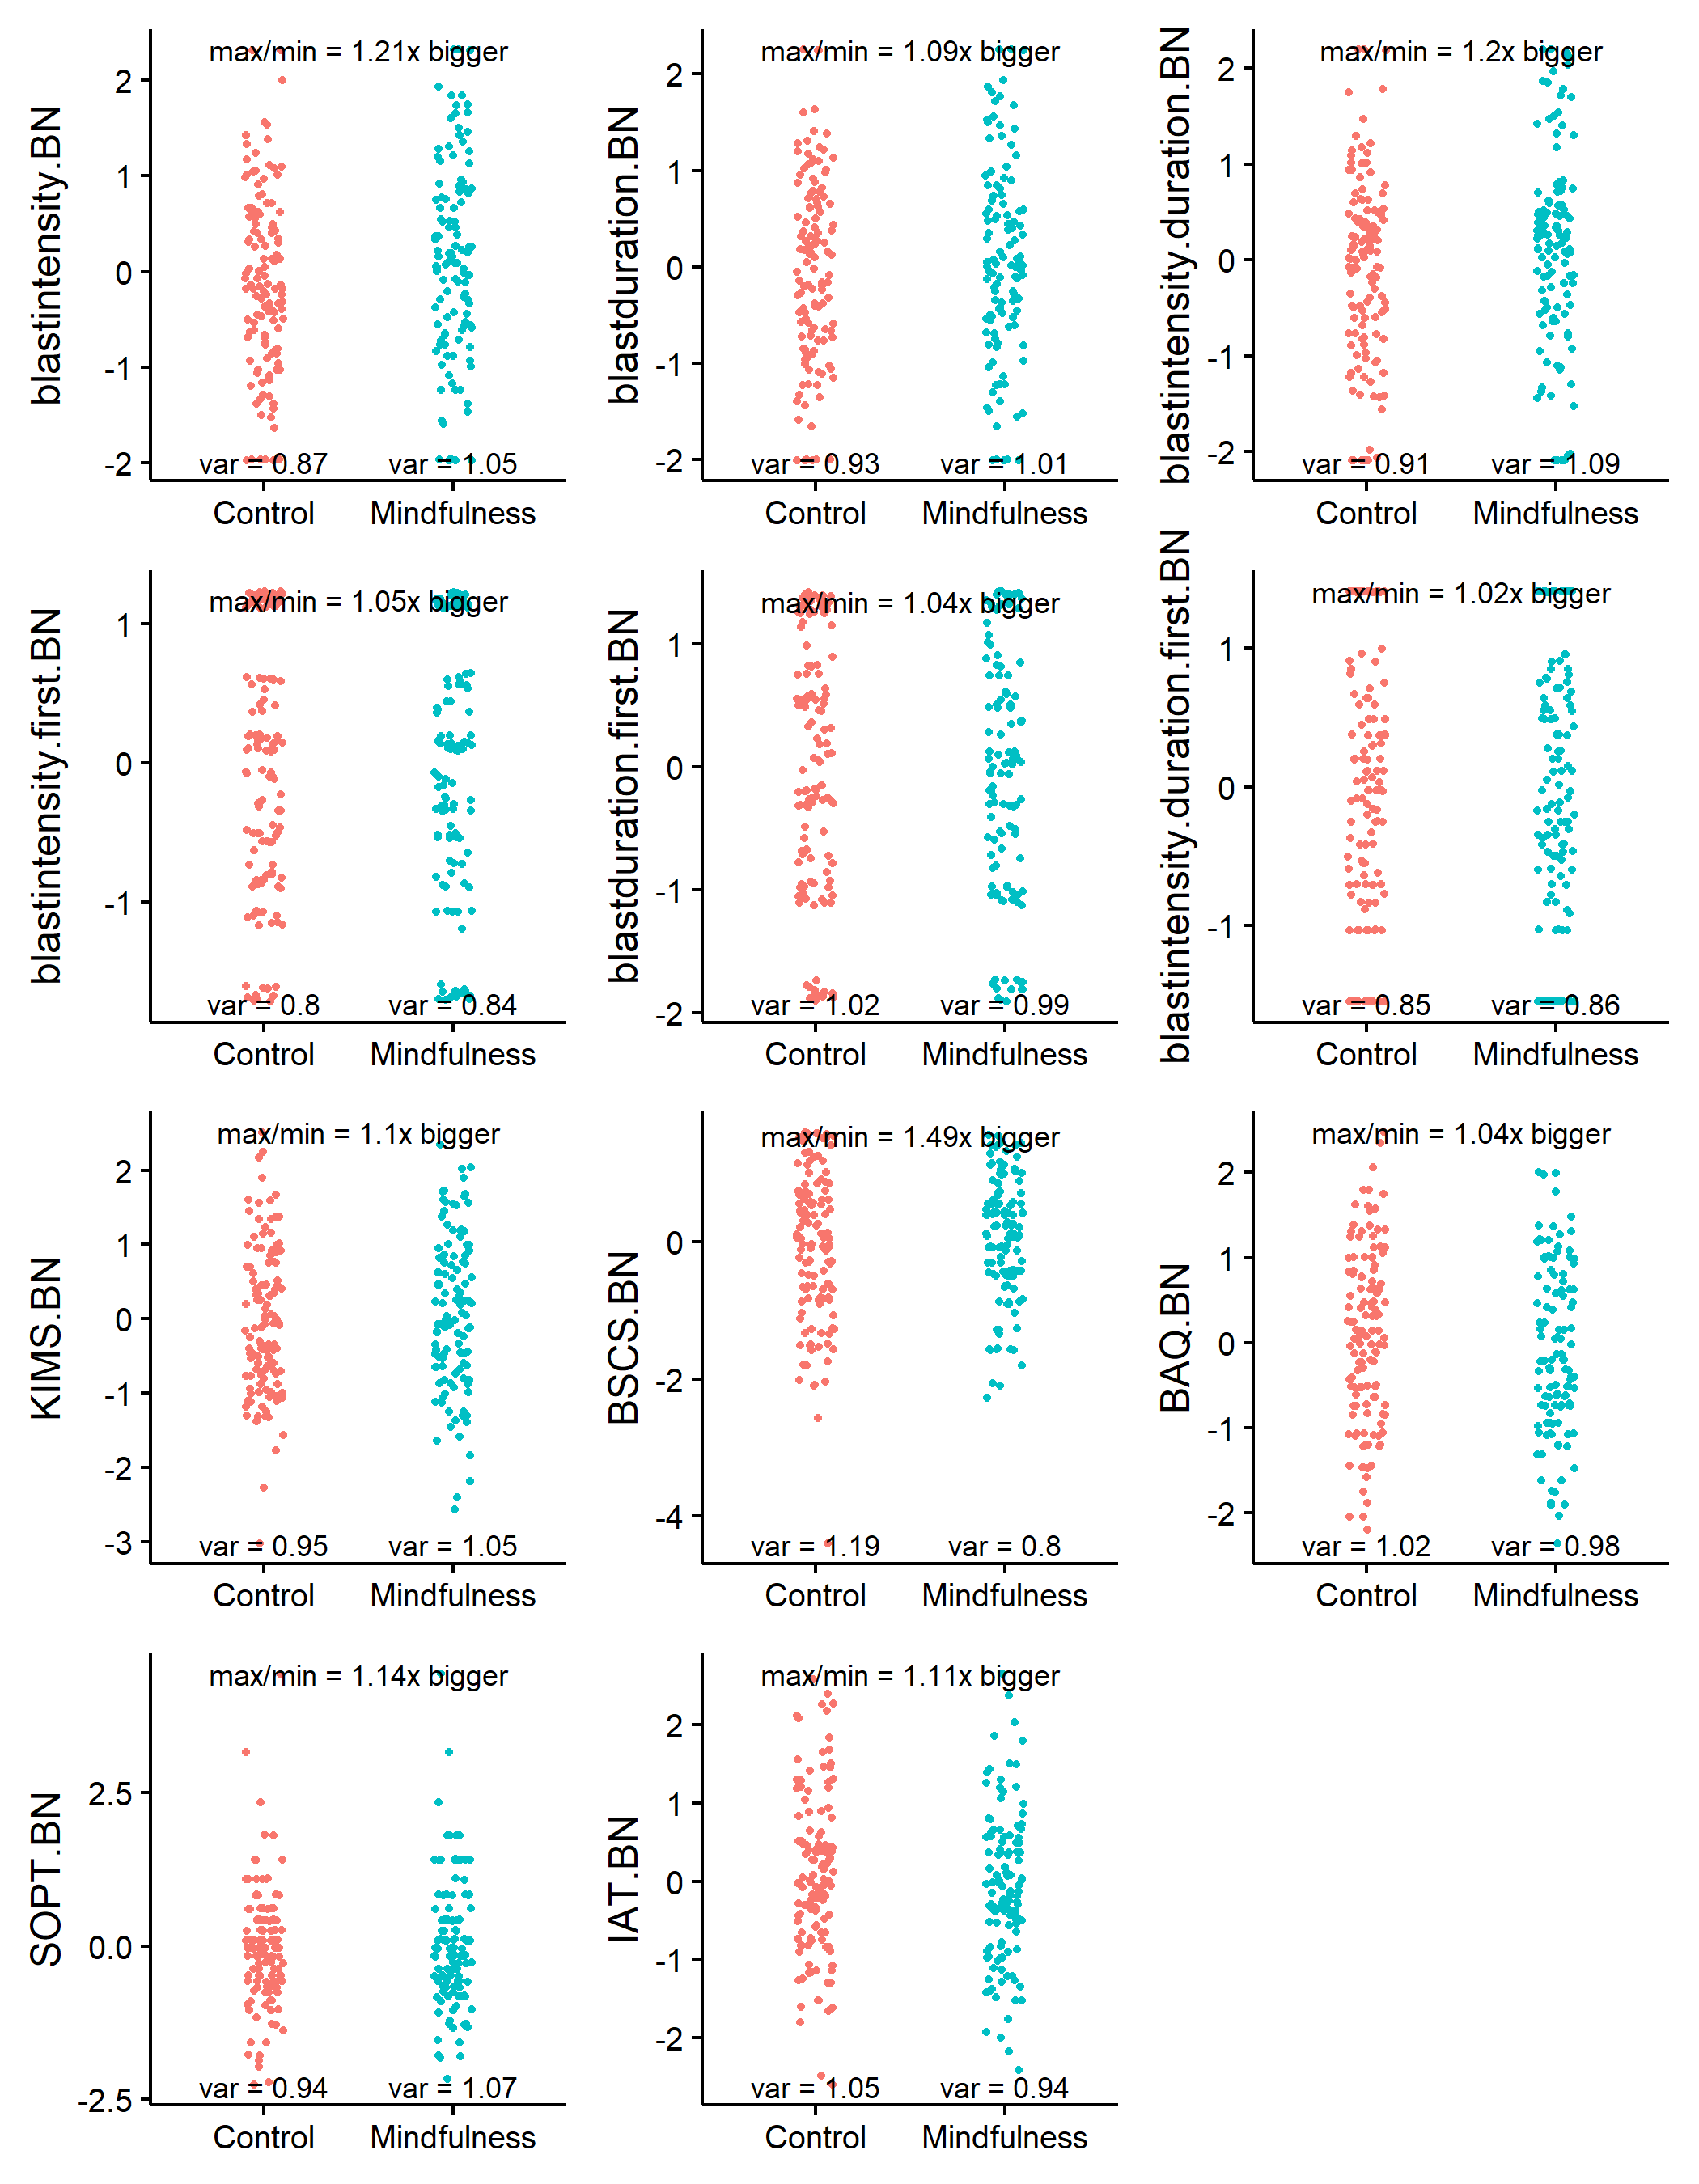 blastintensity.BN
max/min = 1.21x bigger
2
1
0
-1
-2
var = 0.87
var = 1.05
Control
Mindfulness
blastduration.BN
max/min = 1.09x bigger
2
1
0
-1
-2
var = 0.93
var = 1.01
Control
Mindfulness
blastintensity.duration.BN
max/min = 1.2x bigger
2
1
0
-1
-2
var = 0.91
var = 1.09
Control
Mindfulness
blastintensity.first.BN
max/min = 1.05x bigger
1
0
-1
var = 0.8
var = 0.84
Control
Mindfulness
blastduration.first.BN
max/min = 1.04x bigger
1
0
-1
-2
var = 1.02
var = 0.99
Control
Mindfulness
blastintensity.duration.first.BN
max/min = 1.02x bigger
1
0
-1
var = 0.85
var = 0.86
Control
Mindfulness
KIMS.BN
max/min = 1.1x bigger
2
1
0
-1
-2
-3
var = 0.95
var = 1.05
Control
Mindfulness
BSCS.BN
max/min = 1.49x bigger
0
-2
-4
var = 1.19
var = 0.8
Control
Mindfulness
BAQ.BN
max/min = 1.04x bigger
2
1
0
-1
-2
var = 1.02
var = 0.98
Control
Mindfulness
SOPT.BN
max/min = 1.14x bigger
2.5
0.0
-2.5
var = 0.94
var = 1.07
Control
Mindfulness
IAT.BN
max/min = 1.11x bigger
2
1
0
-1
-2
var = 1.05
var = 0.94
Control
Mindfulness